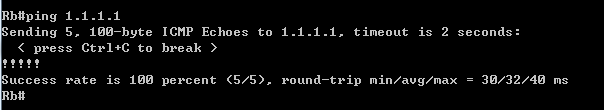 Rb#ping 1.1.1.1
Sending 5, 100-byte ICMP Echoes to 1.1.1.1, timeout is 2 seconds:
  < press Ctrl+C to break >
!!!!!
Success rate is 100 percent (5/5), round-trip min/avg/max = 30/32/40 ms
Rb#